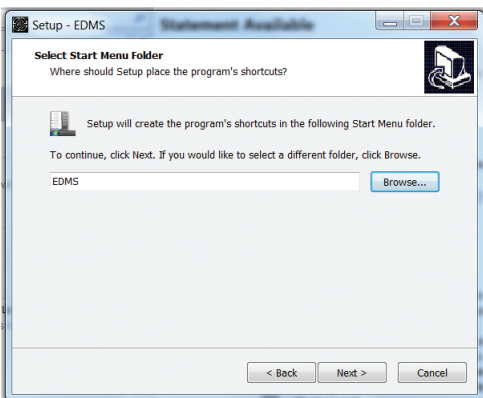 Setup - EDMS
Statement Available
Select Start Menu Folder
Where should Setup place the program's shortcuts?
Setup will create the program's shortcuts in the following Start Menu folder.
To continue, click Next. If you would like to select a different folder, click Browse.
EDMS
Browse...
< Back
Next >
Cancel